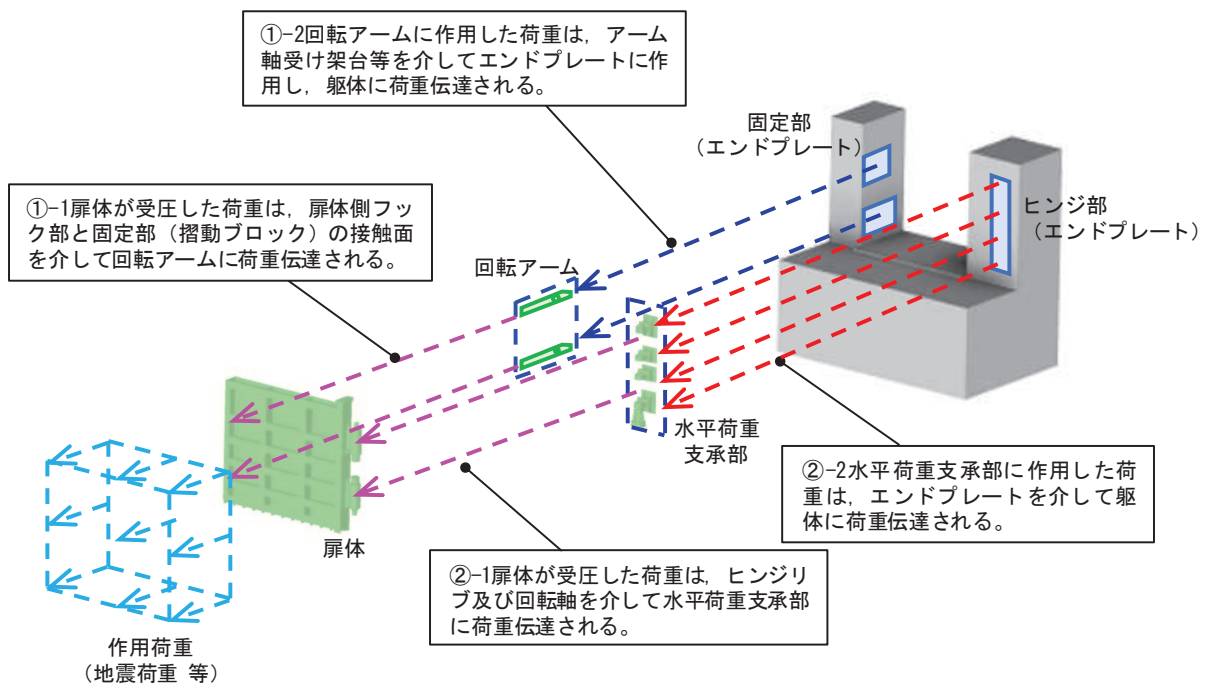 ①-2回転アームに作用した荷重は，アーム
軸受け架台等を介してエンドプレートに作
用し，躯体に荷重伝達される。
固定部
（エンドプレート）
①-1扉体が受圧した荷重は，扉体側フッ
ク部と固定部（摺動ブロック）の接触面
を介して回転アームに荷重伝達される。
ヒンジ部
（エンドプレート）
回転アーム
水平荷重
支承部
②-2水平荷重支承部に作用した荷
重は，エンドプレートを介して躯
体に荷重伝達される。
扉体
②-1扉体が受圧した荷重は，ヒンジリ
ブ及び回転軸を介して水平荷重支承部
に荷重伝達される。
作用荷重
（地震荷重 等）